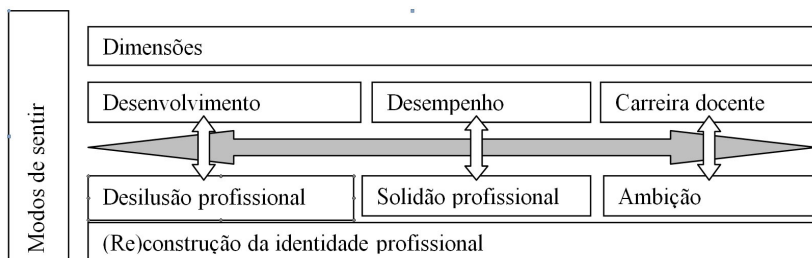 Modos de sentir
Dimensões
Desenvolvimento
Desempenho
Carreira docente
Desilusão profissional
Solidão profissional
Ambição
(Re)construção da identidade profissional